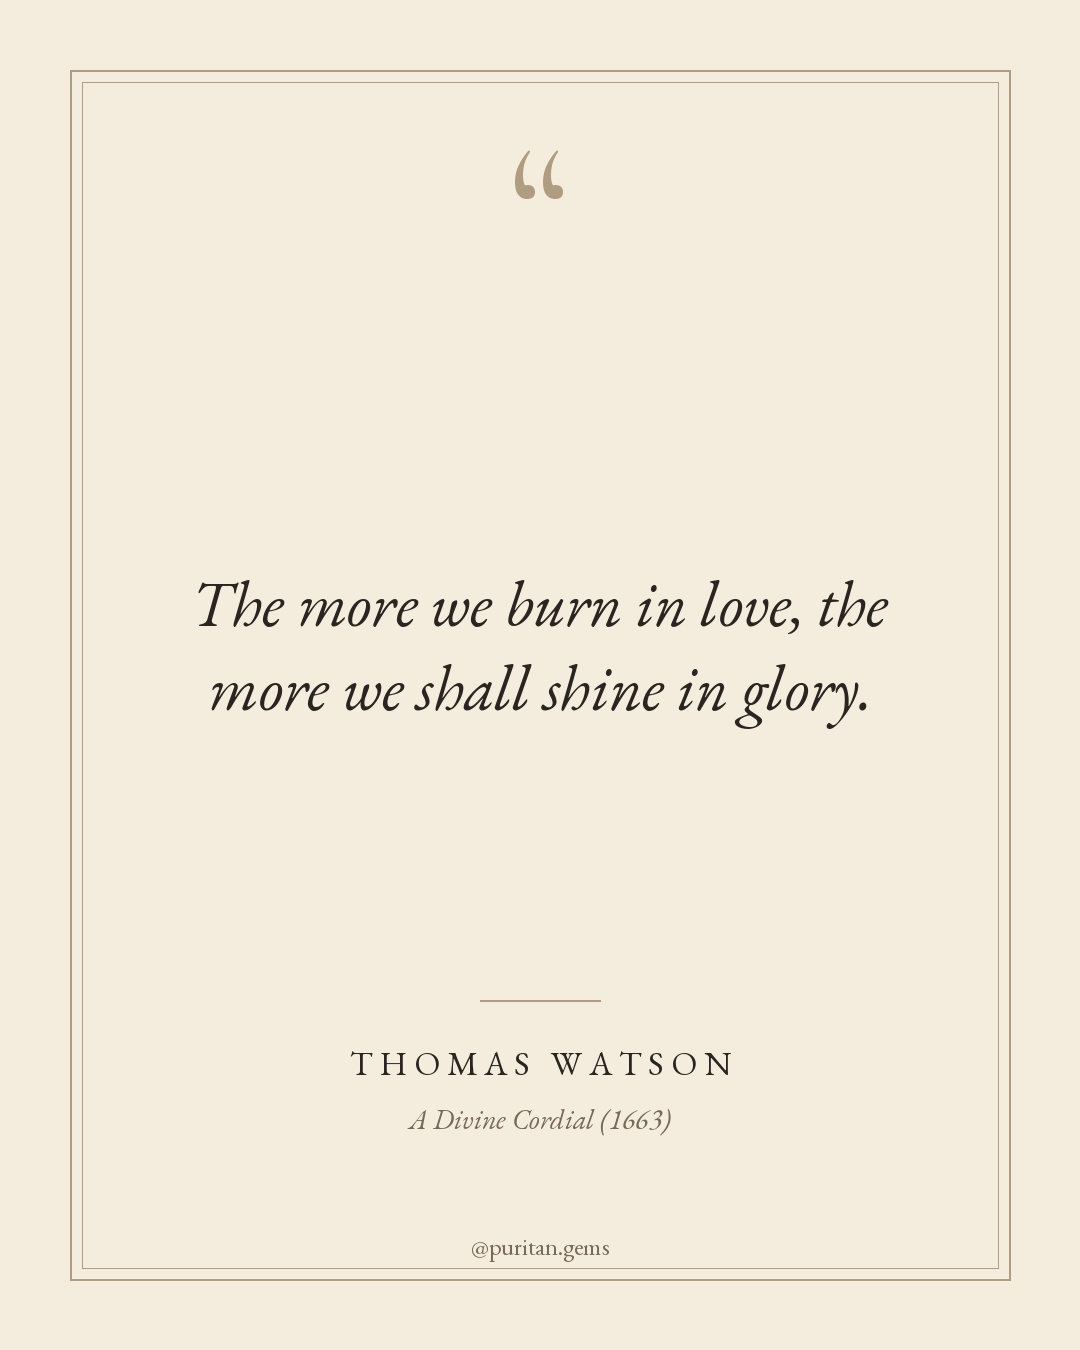 “
The more we burn in love, the
more we shall shine in glory.
THOMAS WATSON
A Divine Cordial (1663)
@puritan.gems